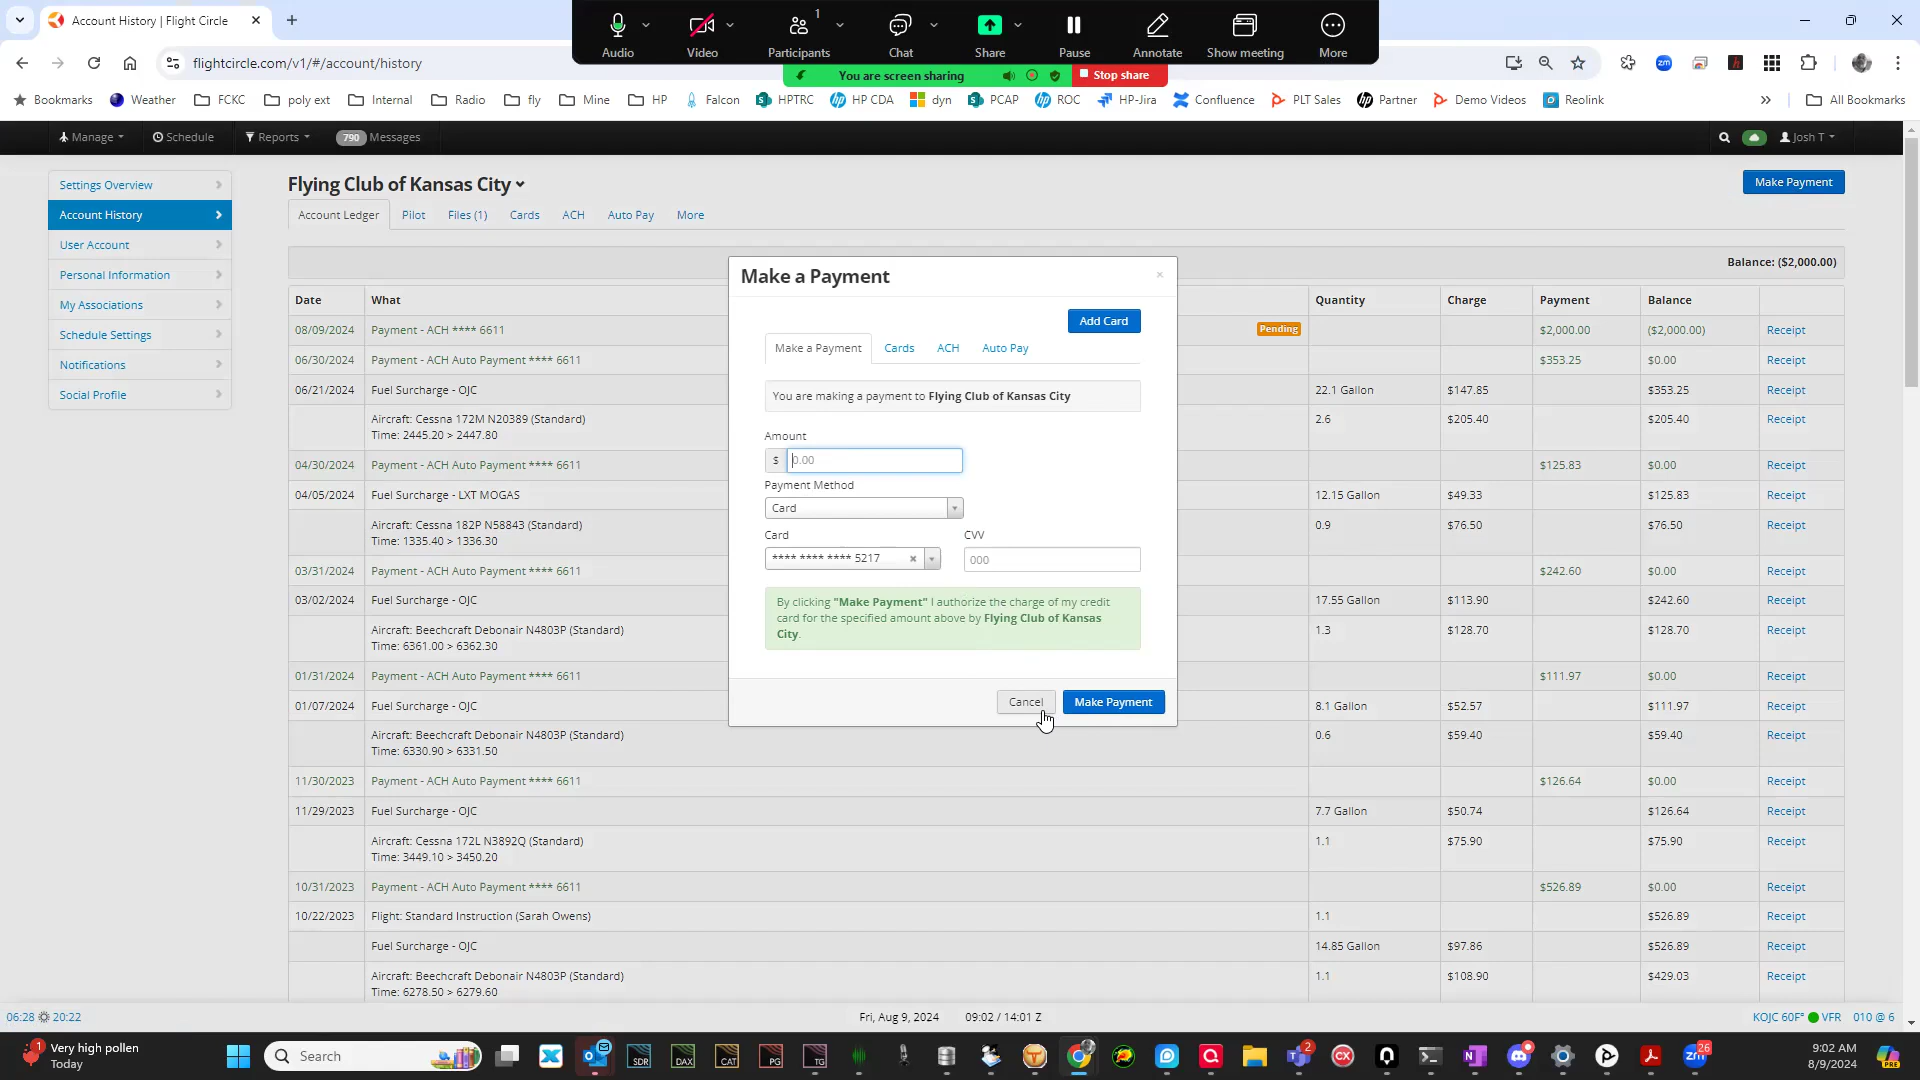 Account History | Flight Circle
Audio
Video
1
Participants
Chat
Share
Pause
Annotate
Show meeting
More
flightcircle.com/v1/#/account/history
You are screen sharing
Stop share
Bookmarks
Weather
FCKC
poly ext
Internal
Radio
fly
Mine
HP
Falcon
HPTRC
HP CDA
dyn
PCAP
ROC
HP-Jira
Confluence
PLT Sales
Partner
Demo Videos
Reolink
All Bookmarks
Manage
Schedule
Reports
790 Messages
Josh T
Settings Overview
Account History
User Account
Personal Information
My Associations
Schedule Settings
Notifications
Social Profile
Flying Club of Kansas City
Make Payment
Account Ledger Pilot Files (1) Cards ACH Auto Pay More
Balance: ($2,000.00)
Date What Quantity Charge Payment Balance
08/09/2024 Payment - ACH **** 6611 Pending $2,000.00 ($2,000.00) Receipt
06/30/2024 Payment - ACH Auto Payment **** 6611 $353.25 $0.00 Receipt
06/21/2024 Fuel Surcharge - OJC 22.1 Gallon $147.85 $353.25 Receipt
Aircraft: Cessna 172M N20389 (Standard) 2.6 $205.40 $205.40 Receipt
Time: 2445.20 > 2447.80
04/30/2024 Payment - ACH Auto Payment **** 6611 $125.83 $0.00 Receipt
04/05/2024 Fuel Surcharge - LXT MOGAS 12.15 Gallon $49.33 $125.83 Receipt
Aircraft: Cessna 182P N58843 (Standard) 0.9 $76.50 $76.50 Receipt
Time: 1335.40 > 1336.30
03/31/2024 Payment - ACH Auto Payment **** 6611 $242.60 $0.00 Receipt
03/02/2024 Fuel Surcharge - OJC 17.55 Gallon $113.90 $242.60 Receipt
Aircraft: Beechcraft Debonair N4803P (Standard) 1.3 $128.70 $128.70 Receipt
Time: 6361.00 > 6362.30
01/31/2024 Payment - ACH Auto Payment **** 6611 $111.97 $0.00 Receipt
01/07/2024 Fuel Surcharge - OJC 8.1 Gallon $52.57 $111.97 Receipt
Aircraft: Beechcraft Debonair N4803P (Standard) 0.6 $59.40 $59.40 Receipt
Time: 6330.90 > 6331.50
11/30/2023 Payment - ACH Auto Payment **** 6611 $126.64 $0.00 Receipt
11/29/2023 Fuel Surcharge - OJC 7.7 Gallon $50.74 $126.64 Receipt
Aircraft: Cessna 172L N3892Q (Standard) 1.1 $75.90 $75.90 Receipt
Time: 3449.10 > 3450.20
10/31/2023 Payment - ACH Auto Payment **** 6611 $526.89 $0.00 Receipt
10/22/2023 Flight: Standard Instruction (Sarah Owens) 1.1 $526.89 Receipt
Fuel Surcharge - OJC 14.85 Gallon $97.86 $526.89 Receipt
Aircraft: Beechcraft Debonair N4803P (Standard) 1.1 $108.90 $429.03 Receipt
Time: 6278.50 > 6279.60
Make a Payment
×
Add Card
Make a Payment Cards ACH Auto Pay
You are making a payment to Flying Club of Kansas City
Amount
$ 0.00
Payment Method
Card
Card CVV
**** **** **** 5217 000
By clicking "Make Payment" I authorize the charge of my credit
card for the specified amount above by Flying Club of Kansas
City.
Cancel Make Payment
06:28 20:22
Fri, Aug 9, 2024 09:02 / 14:01 Z
KOJC 60F° VFR 010 @ 6
1
Very high pollen
Today
Search
SDR
DAX
CAT
PG
TG
2
26
9:02 AM
8/9/2024
PRE